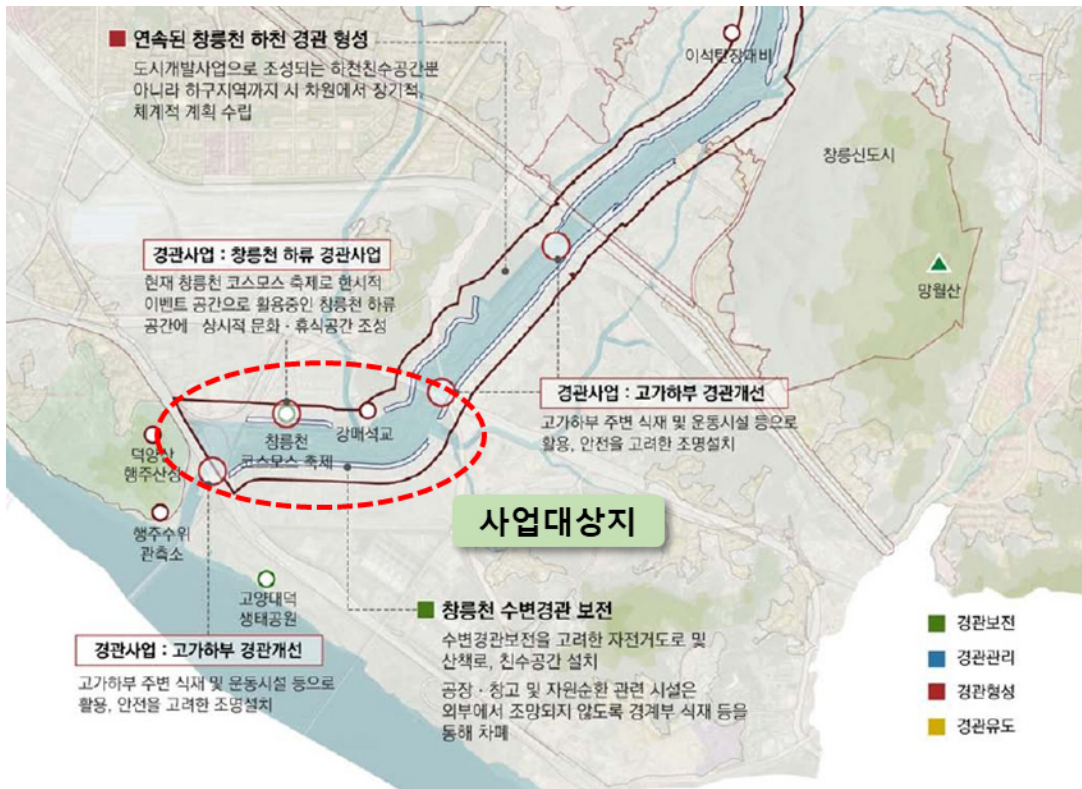 연속된 창릉천 하천 경관 형성
도시개발사업으로 조성되는 하천친수공간뿐
아니라 하구지역까지 시 차원에서 장기적,
체계적 계획 수립
이석탄장대비
창릉신도시
망월산
경관사업 : 창릉천 하류 경관사업
현재 창릉천 코스모스 축제로 한시적
이벤트 공간으로 활용중인 창릉천 하류
공간에 상시적 문화·휴식공간 조성
경관사업 : 고가하부 경관개선
고가하부 주변 식재 및 운동시설 등으로
활용, 안전을 고려한 조명설치
강매석교
창릉천
코스모스 축제
덕양산
행주산성
사업대상지
행주수위
관측소
고양대덕
생태공원
경관사업 : 고가하부 경관개선
고가하부 주변 식재 및 운동시설 등으로
활용, 안전을 고려한 조명설치
창릉천 수변경관 보전
수변경관보전을 고려한 자전거도로 및
산책로, 친수공간 설치
공장·창고 및 자원순환 관련 시설은
외부에서 조망되지 않도록 경계부 식재 등을
통해 차폐
경관보전
경관관리
경관형성
경관유도